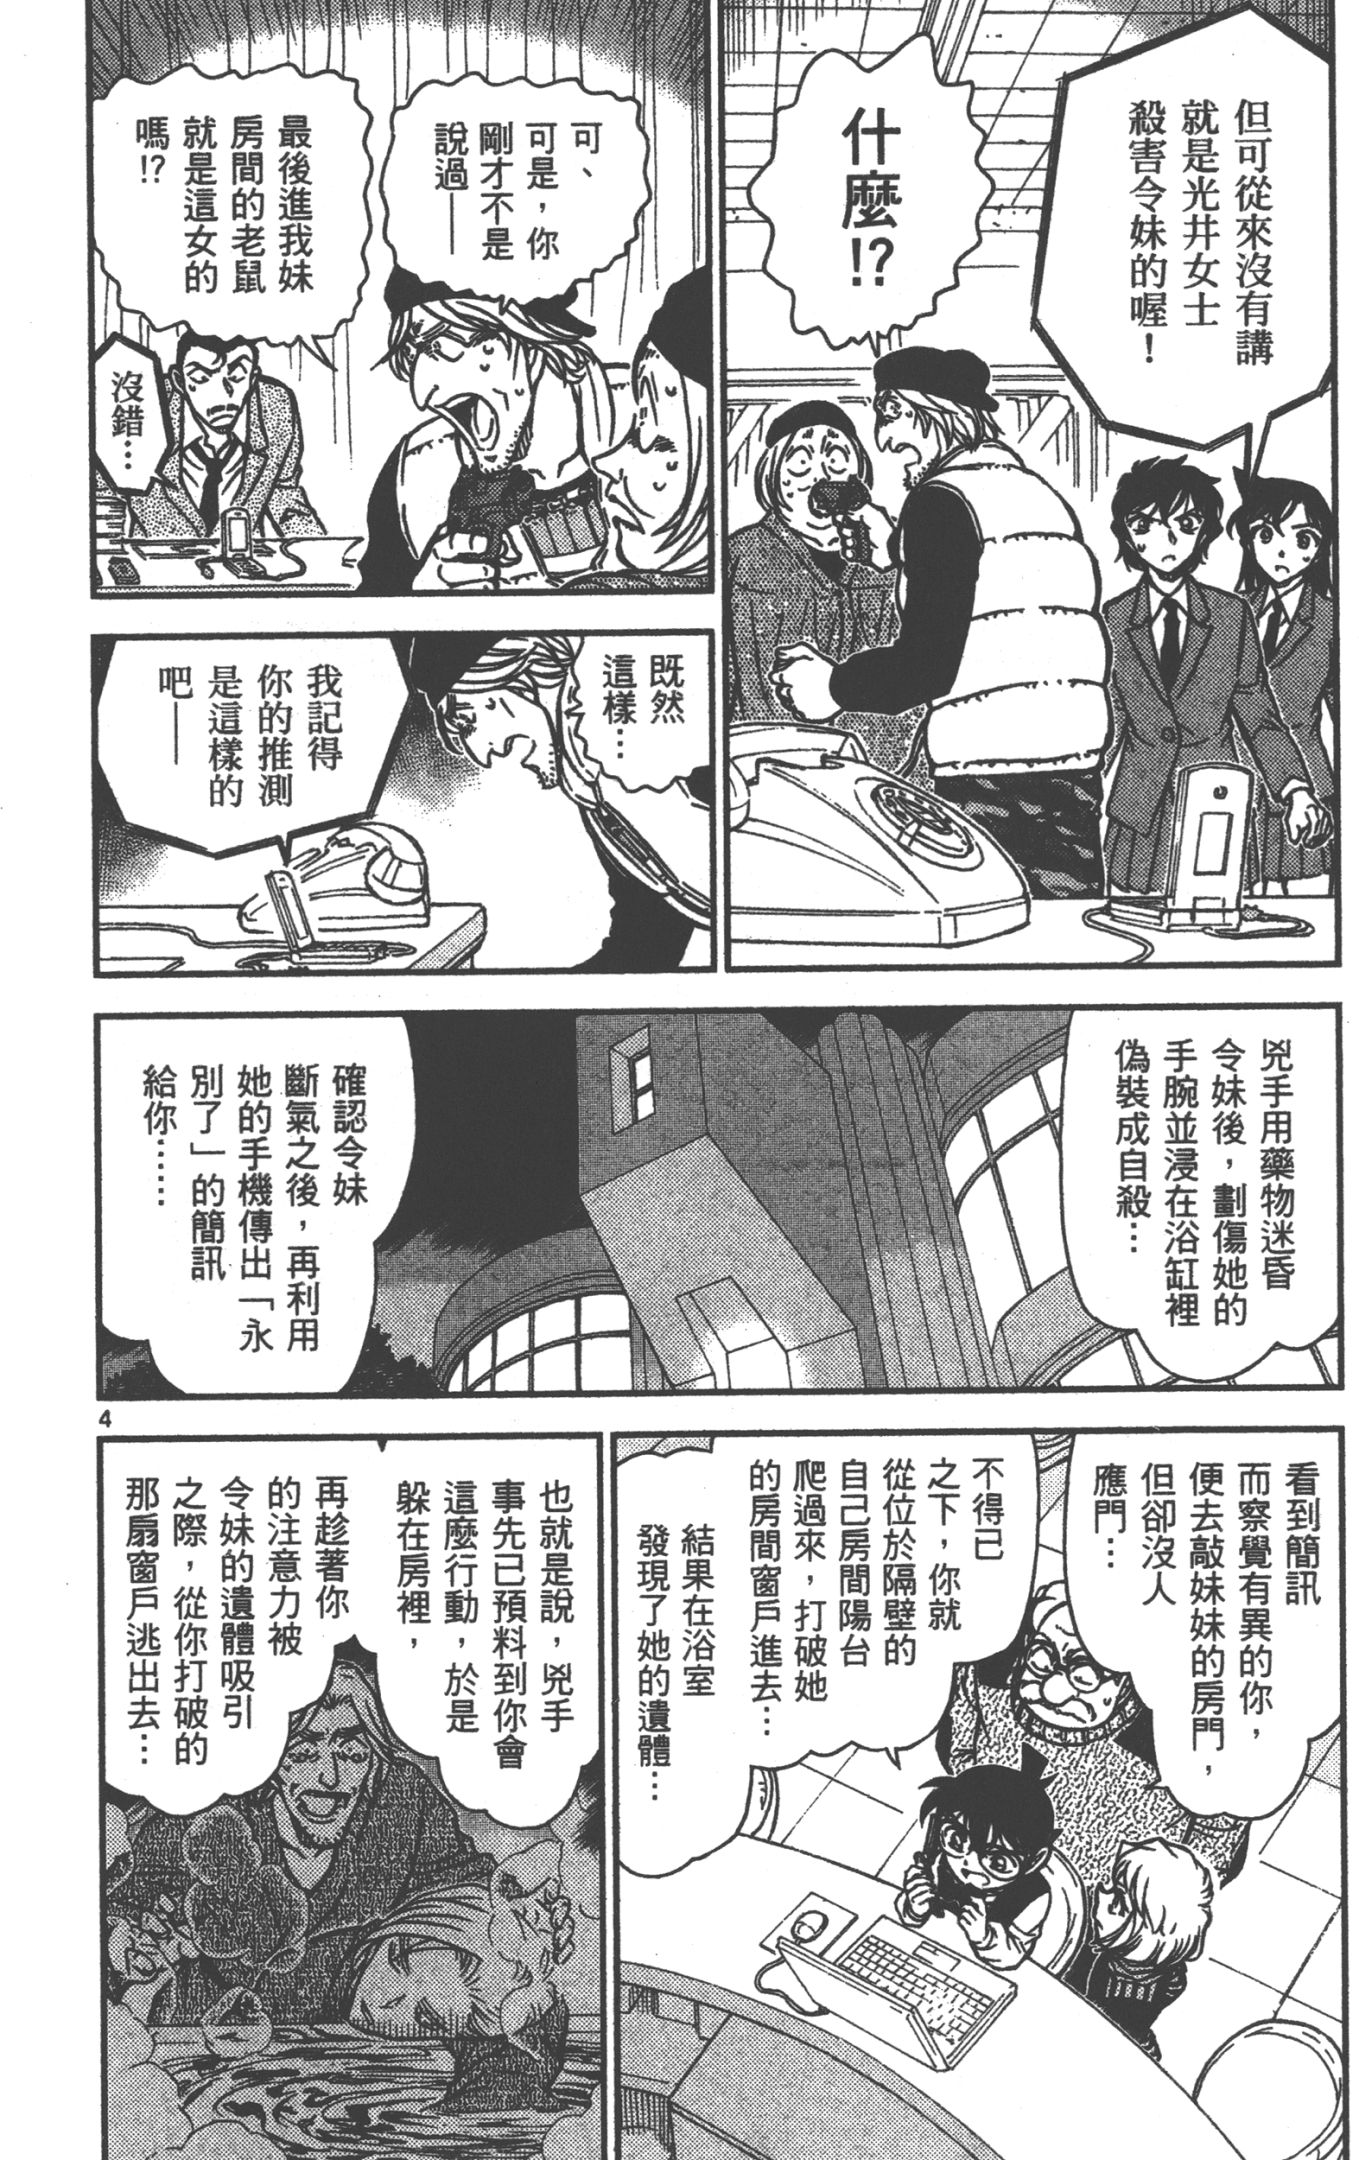 但可從來沒有講
就是光井女士
殺害令妹的喔！
什麼!?
可、
可是，你
剛才不是
說過——
最後進我妹
房間的老鼠
就是這女的
嗎!?
沒錯…
既然
這樣…
我記得
你的推測
是這樣的
吧——
兇手用藥物迷昏
令妹後，劃傷她的
手腕並浸在浴缸裡
偽裝成自殺…
確認令妹
斷氣之後，再利用
她的手機傳出「永
別了」的簡訊
給你……
看到簡訊
而察覺有異的你，
便去敲妹妹的房門，
但卻沒人
應門…
不得已
之下，你就
從位於隔壁的
自己房間陽台
爬過來，打破她
的房間窗戶進去…
結果在浴室
發現了她的遺體…
也就是說，兇手
事先已預料到你會
這麼行動，於是
躲在房裡，
再趁著你
的注意力被
令妹的遺體吸引
之際，從你打破的
那扇窗戶逃出去…
4